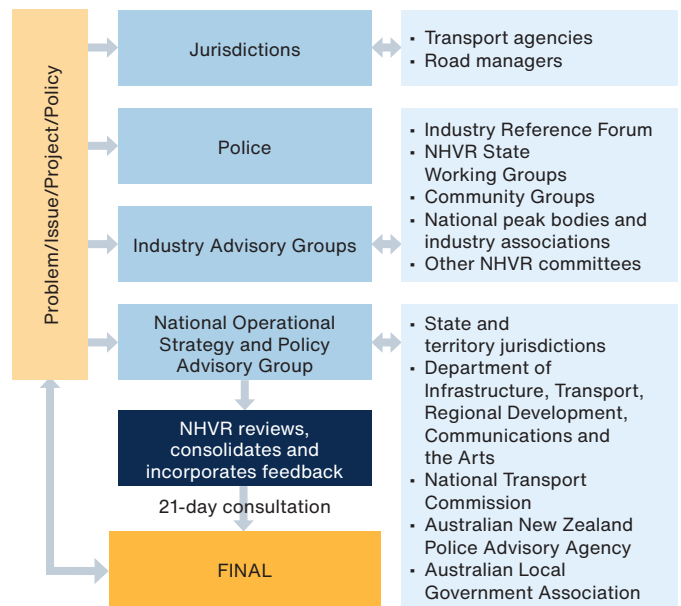 Problem/Issue/Project/Policy
Jurisdictions
▪ Transport agencies
▪ Road managers
Police
Industry Advisory Groups
▪ Industry Reference Forum
▪ NHVR State
Working Groups
▪ Community Groups
▪ National peak bodies and
industry associations
▪ Other NHVR committees
National Operational
Strategy and Policy
Advisory Group
▪ State and
territory jurisdictions
▪ Department of
Infrastructure, Transport,
Regional Development,
Communications and
the Arts
▪ National Transport
Commission
▪ Australian New Zealand
Police Advisory Agency
▪ Australian Local
Government Association
NHVR reviews,
consolidates and
incorporates feedback
21-day consultation
FINAL